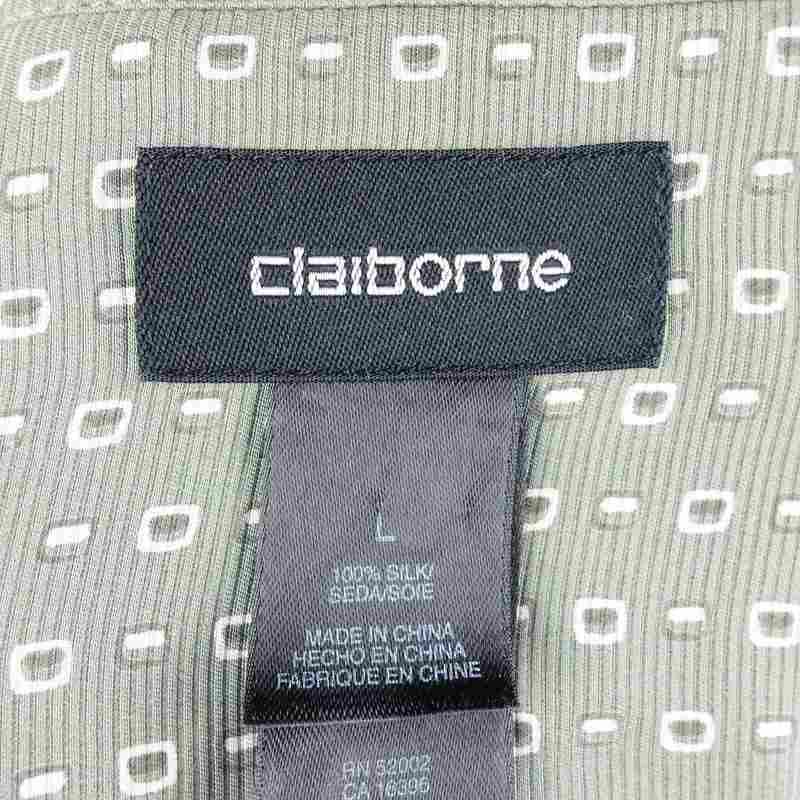 claiborne
L
100% SILK/
SEDA/SOIE
MADE IN CHINA
HECHO EN CHINA
FABRIQUE EN CHINE
RN 52002
CA 16396